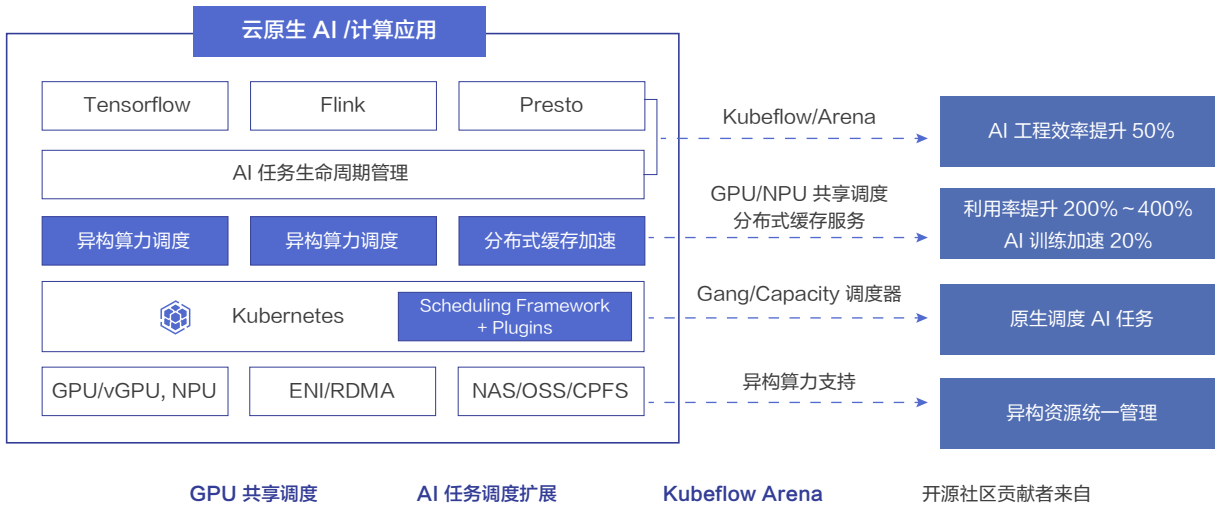 云原生 AI /计算应用
Tensorflow
Flink
Presto
Kubeflow/Arena
AI 工程效率提升 50%
AI 任务生命周期管理
GPU/NPU 共享调度
分布式缓存服务
利用率提升 200%~400%
AI 训练加速 20%
异构算力调度
异构算力调度
分布式缓存加速
Gang/Capacity 调度器
Kubernetes
Scheduling Framework
+ Plugins
原生调度 AI 任务
异构算力支持
GPU/vGPU, NPU
ENI/RDMA
NAS/OSS/CPFS
异构资源统一管理
GPU 共享调度
AI 任务调度扩展
Kubeflow Arena
开源社区贡献者来自